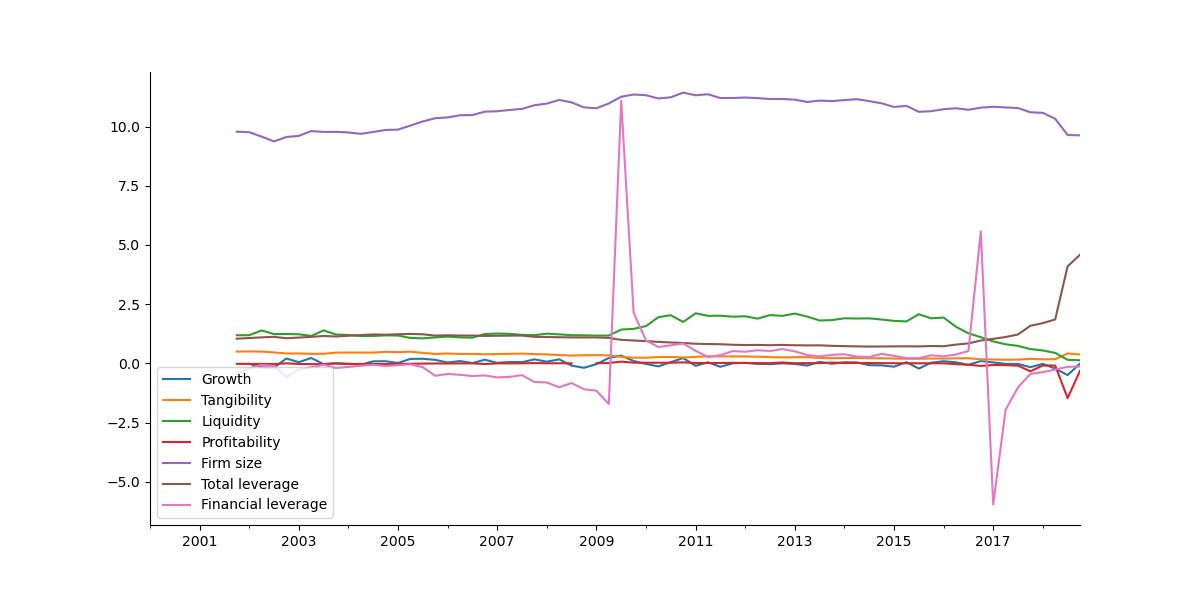 10.0
7.5
5.0
2.5
0.0
−2.5
−5.0
Growth
Tangibility
Liquidity
Profitability
Firm size
Total leverage
Financial leverage
2001 2003 2005 2007 2009 2011 2013 2015 2017